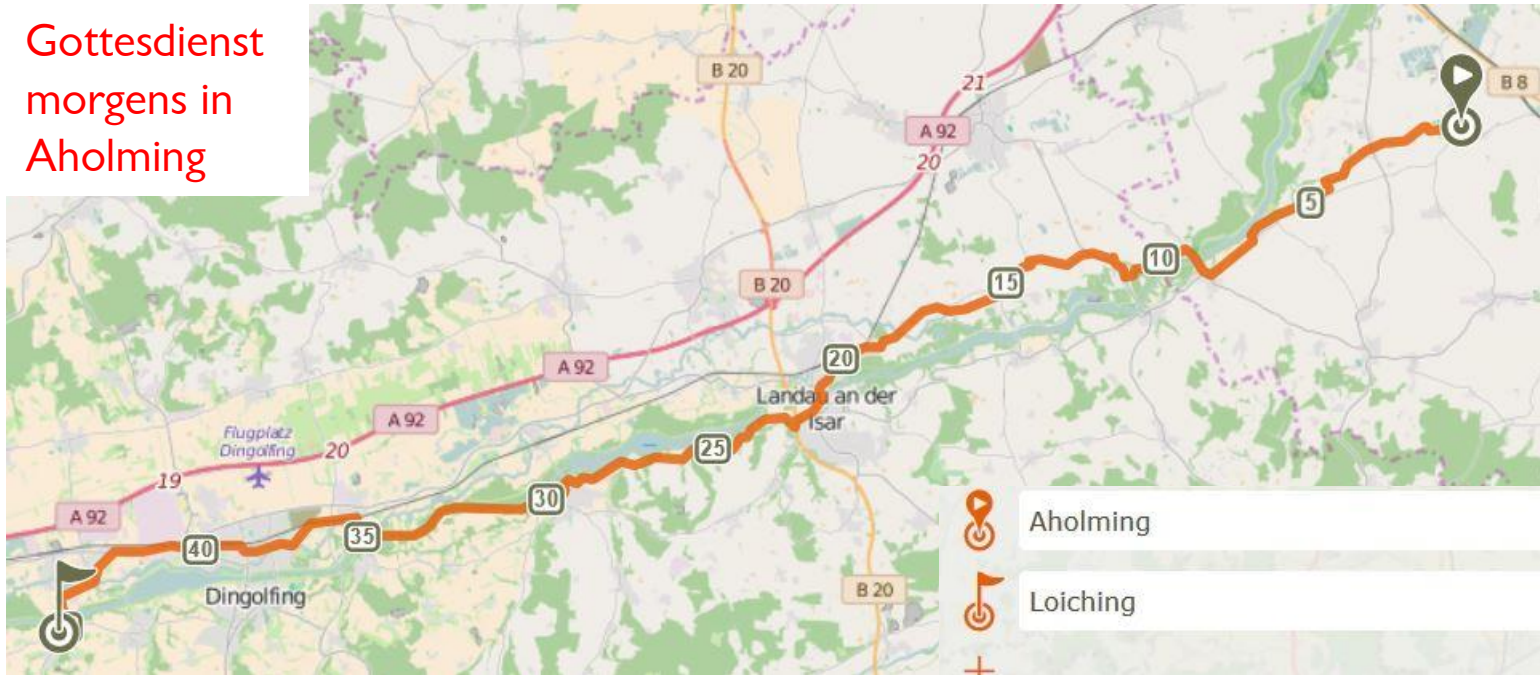 Gottesdienst
morgens in
Aholming
B 20
B 8
21
A 92
20
5
10
15
B 20
20
A 92
Landau an der
Isar
A 92
Flugplatz
Dingolfing
20
25
19
30
A 92
35
40
Dingolfing
B 20
Aholming
Loiching